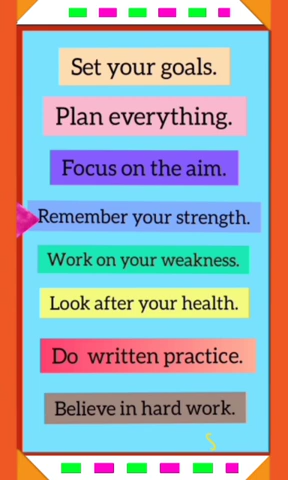 Set your goals.
Plan everything.
Focus on the aim.
Remember your strength.
Work on your weakness.
Look after your health.
Do written practice.
Believe in hard work.